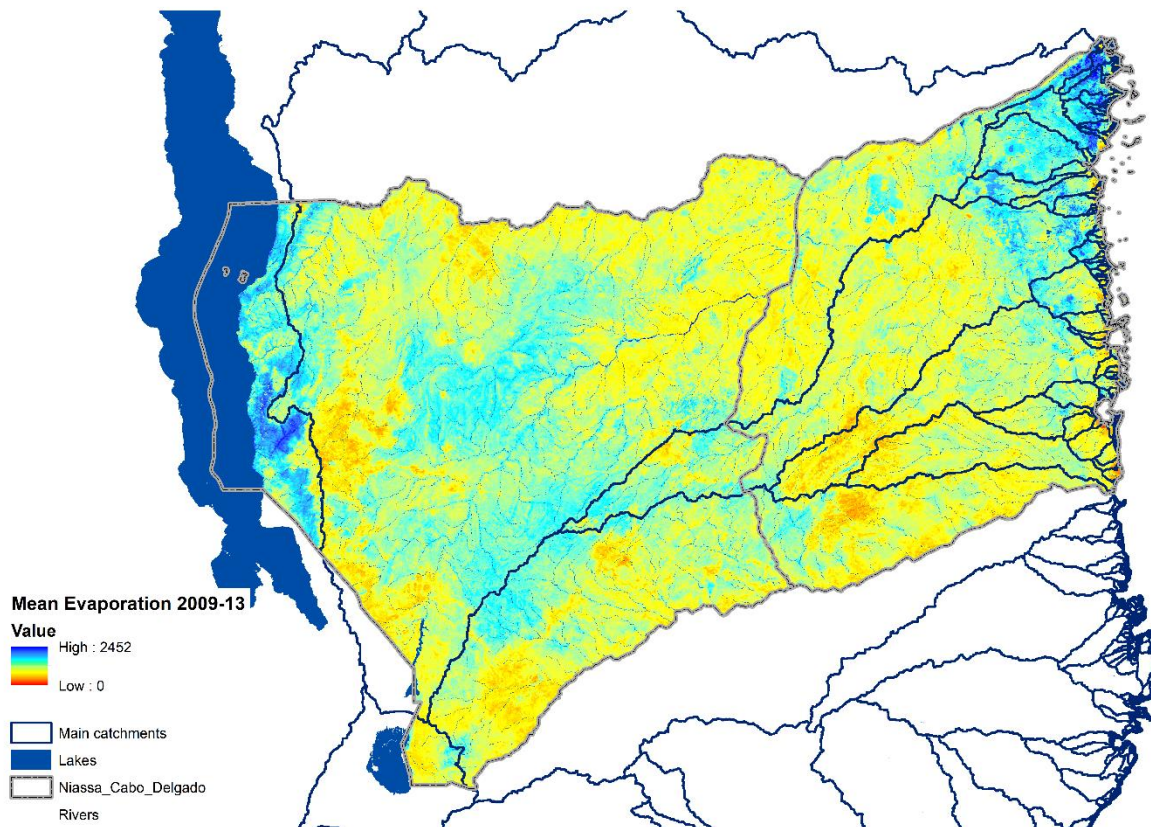 Mean Evaporation 2009-13
Value
High : 2452
Low : 0
Main catchments
Lakes
Niassa_Cabo_Delgado
Rivers